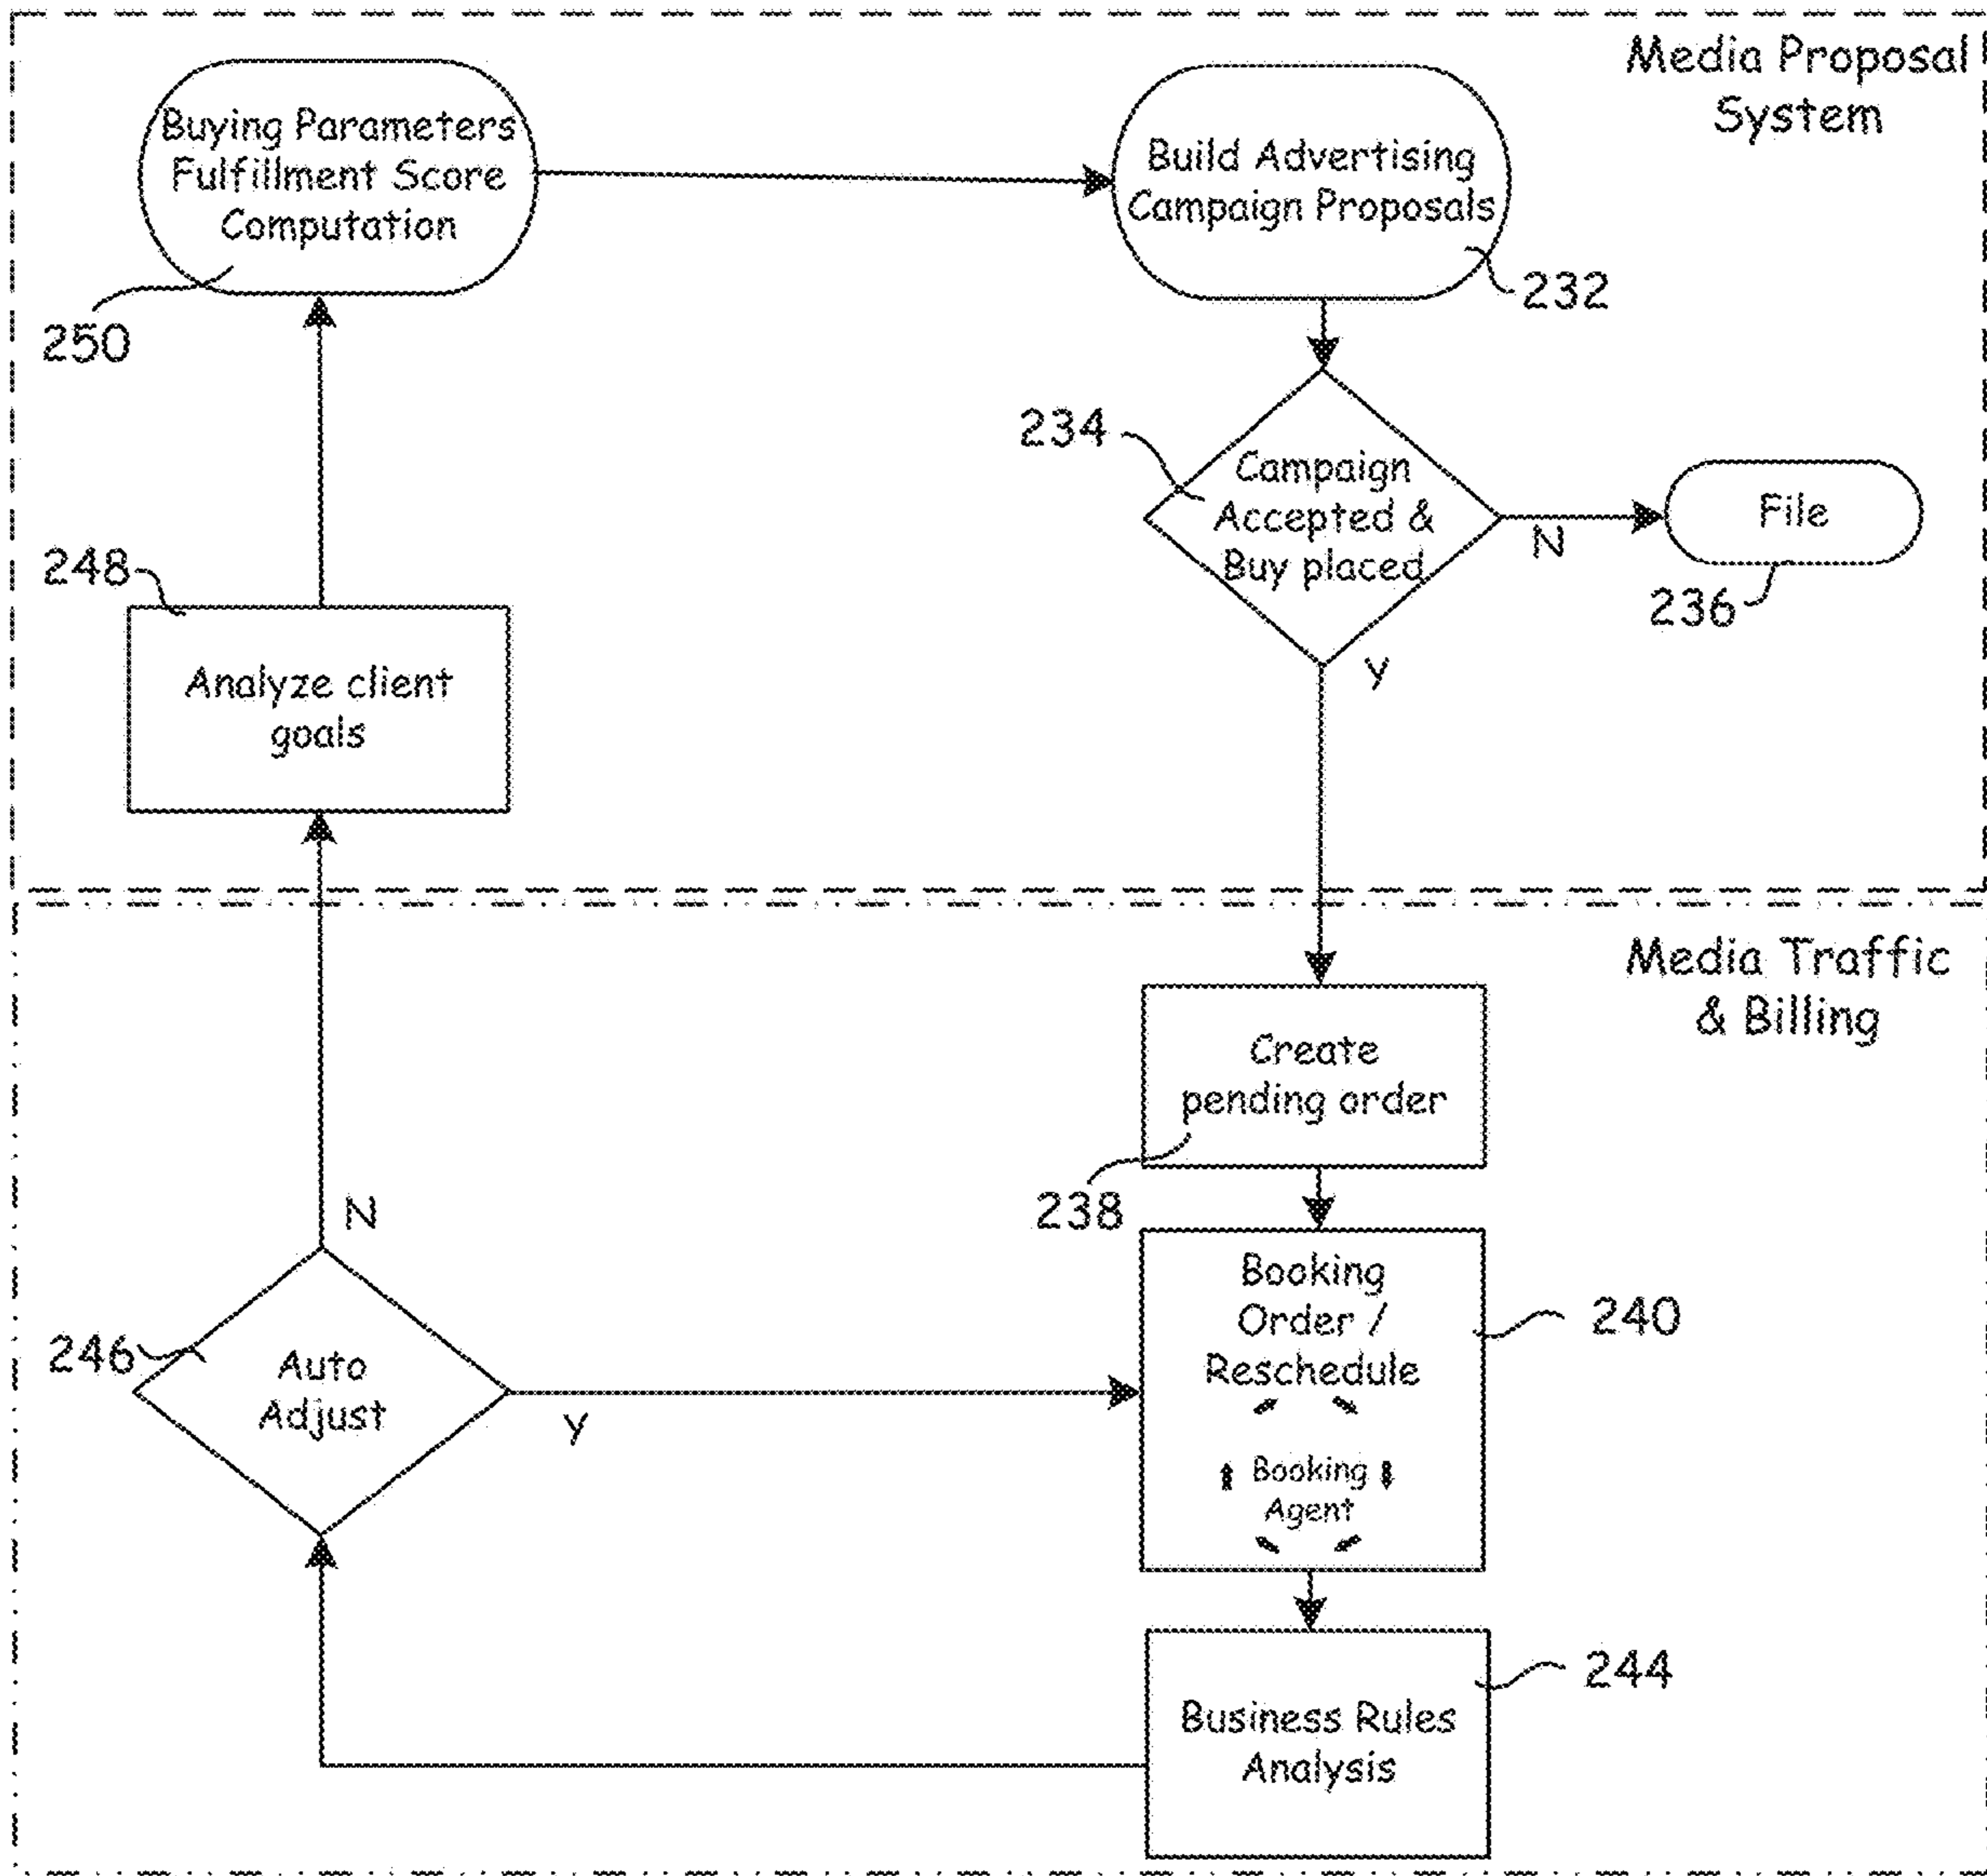 Media Proposal
System
Buying Parameters
Fulfillment Score
Computation
250
Build Advertising
Campaign Proposals
232
234
Campaign
Accepted &
Buy placed
N
File
236
Y
248
Analyze client
goals
Media Traffic
& Billing
Create
pending order
238
N
246
Auto
Adjust
Y
Booking
Order /
Reschedule
Booking
Agent
240
244
Business Rules
Analysis